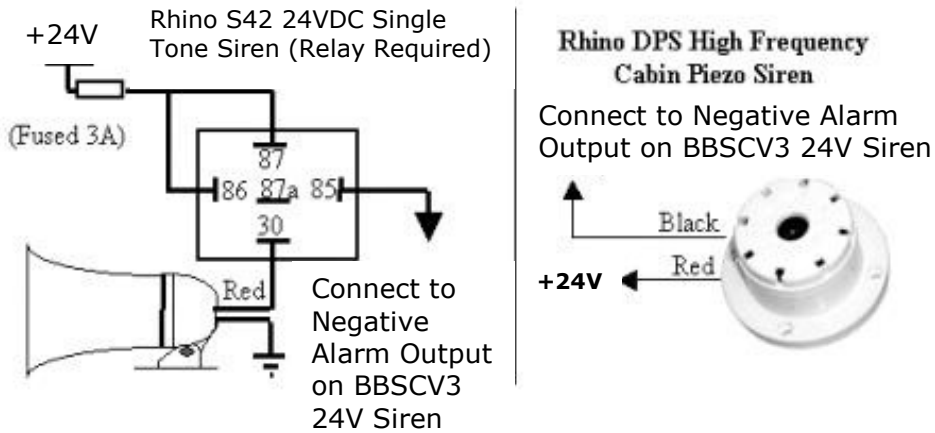 Rhino S42 24VDC Single
Tone Siren (Relay Required)
+24V
(Fused 3A)
87
86 87a 85
30
Red
Connect to
Negative
Alarm Output
on BBSCV3
24V Siren
Rhino DPS High Frequency
Cabin Piezo Siren
Connect to Negative Alarm
Output on BBSCV3 24V Siren
Black
Red
+24V